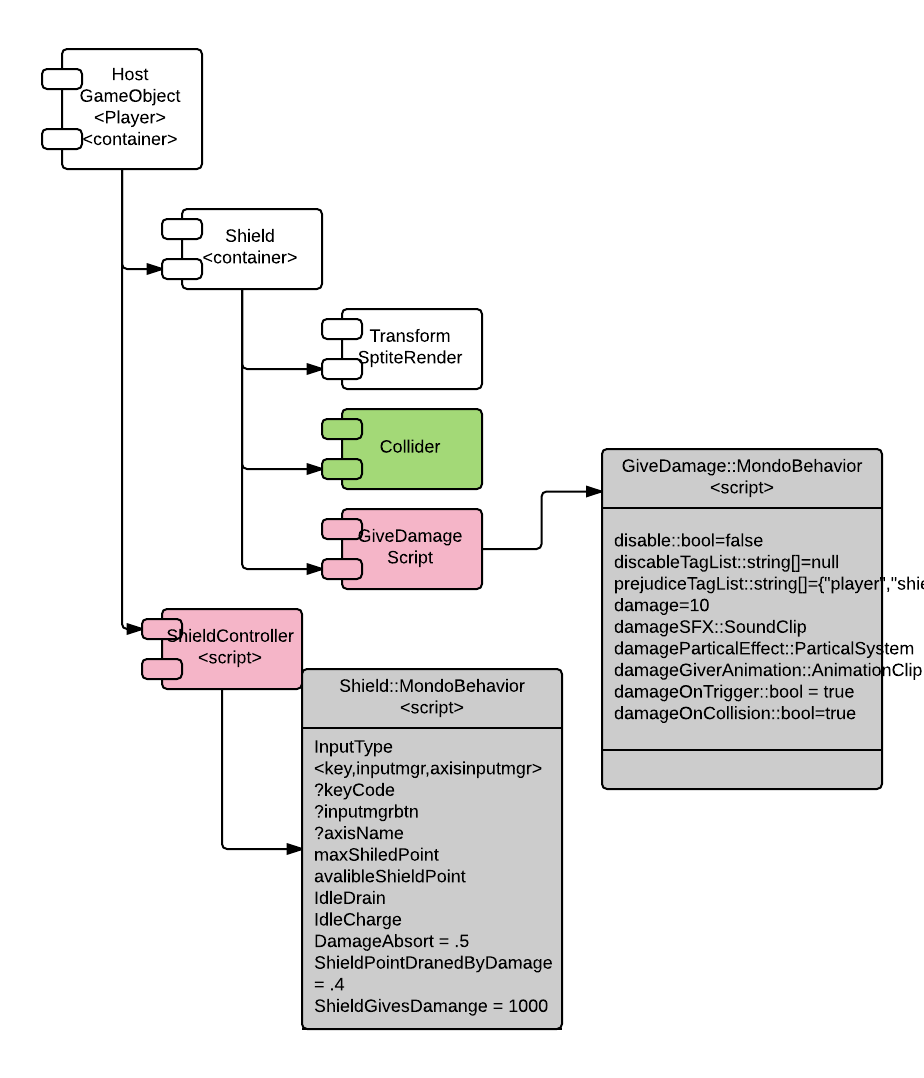 Host
GameObject
<Player>
<container>
Shield
<container>
Transform
SptiteRender
Collider
GiveDamage
Script
GiveDamage::MondoBehavior
<script>
disable::bool=false
discableTagList::string[]=null
prejudiceTagList::string[]={"player","shie
damage=10
damageSFX::SoundClip
damageParticalEffect::ParticalSystem
damageGiverAnimation::AnimationClip
damageOnTrigger::bool = true
damageOnCollision::bool=true
ShieldController
<script>
Shield::MondoBehavior
<script>
InputType
<key,inputmgr,axisinputmgr>
?keyCode
?inputmgrbtn
?axisName
maxShiledPoint
avalibleShieldPoint
IdleDrain
IdleCharge
DamageAbsort = .5
ShieldPointDranedByDamage
= .4
ShieldGivesDamange = 1000